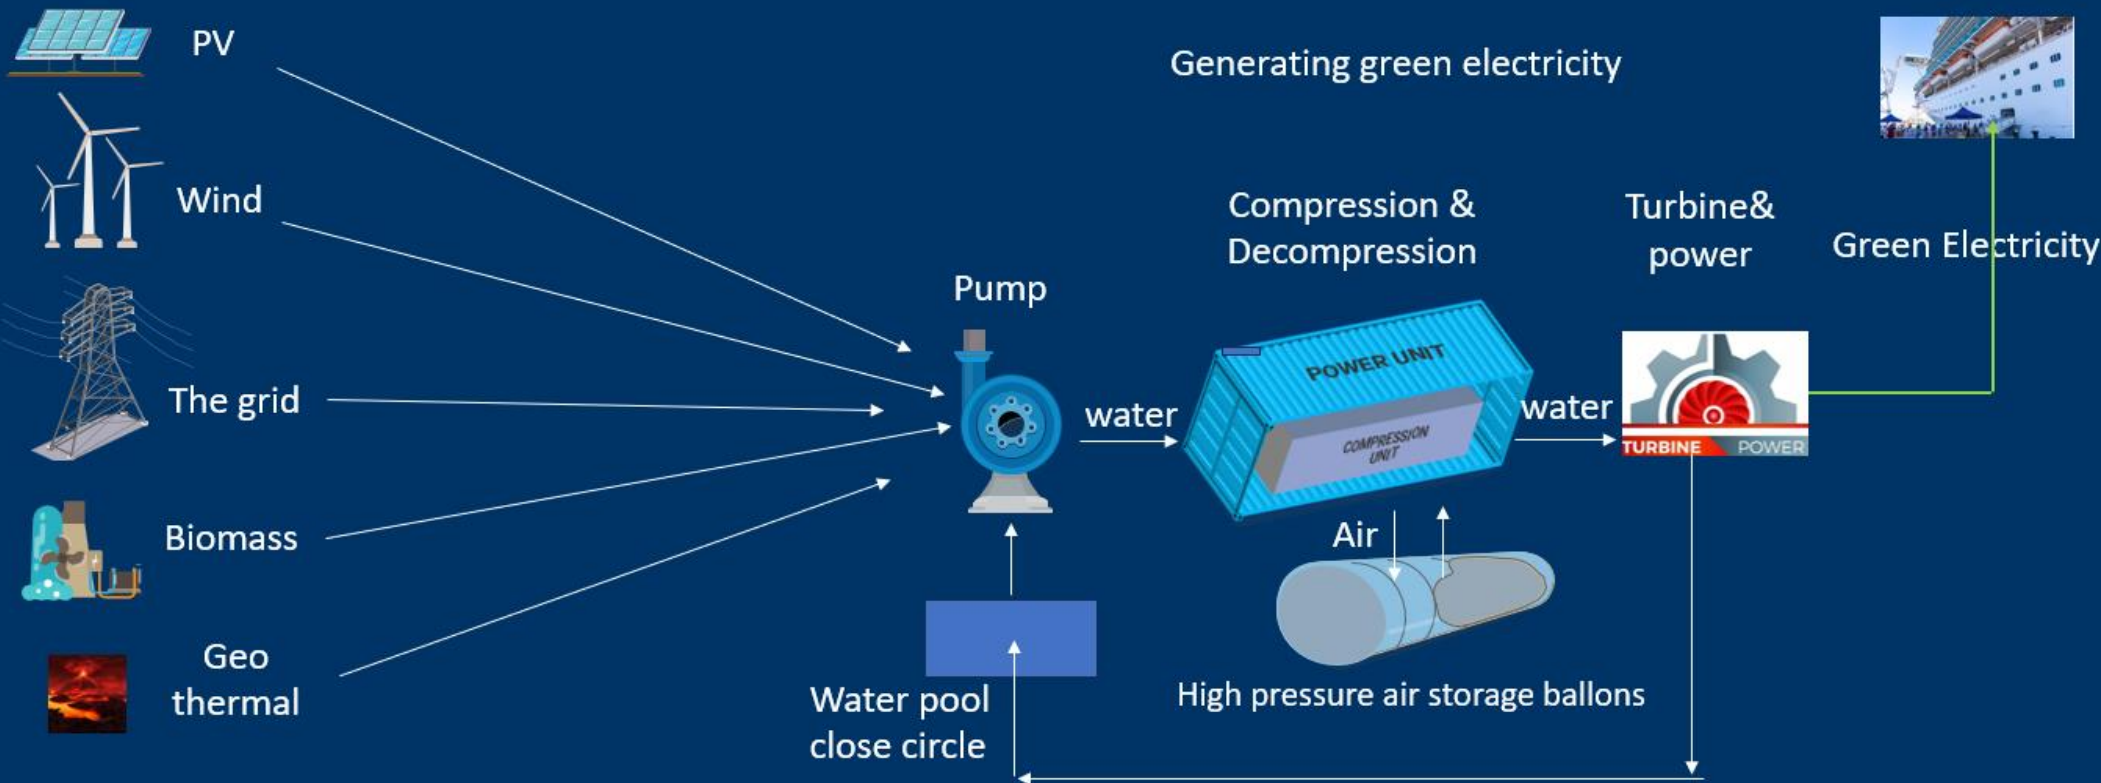 PV
Generating green electricity
Wind
Compression &
Decompression
Turbine&
power
Green Electricity
Pump
The grid
POWER UNIT
COMPRESSION
UNIT
water
water
TURBINE POWER
Biomass
Air
Geo
thermal
High pressure air storage ballons
Water pool
close circle